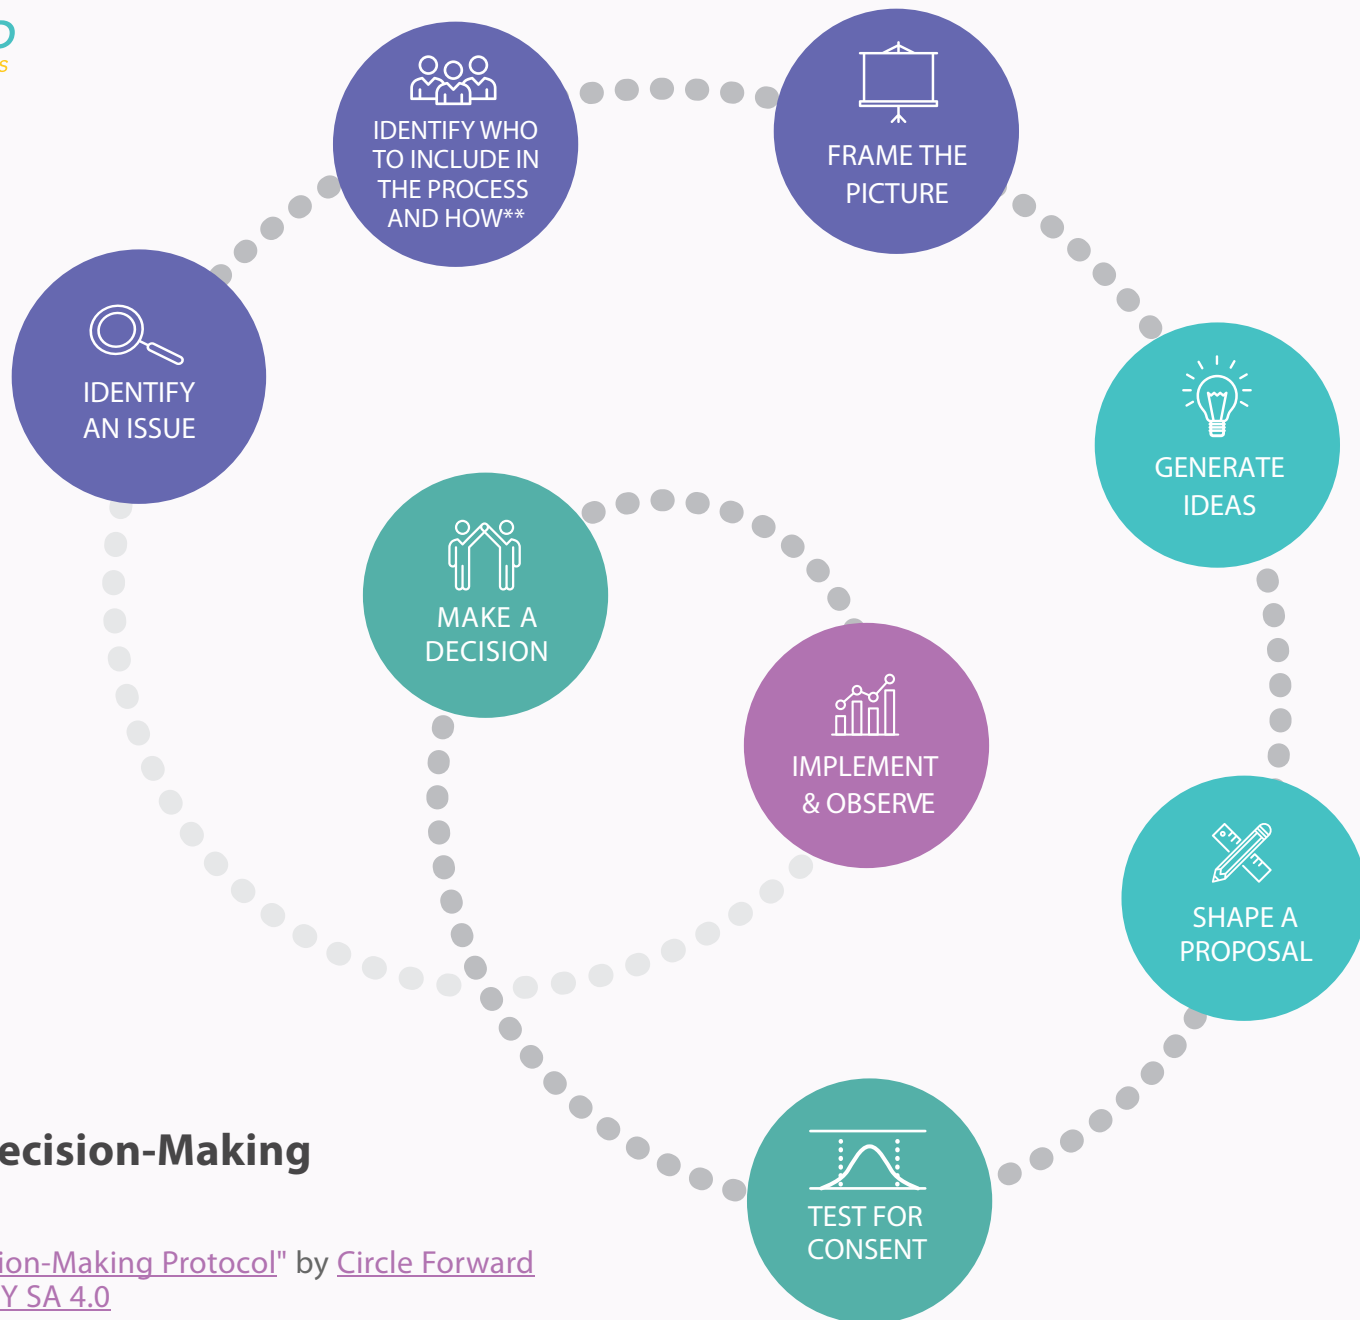 IDENTIFY WHO
TO INCLUDE IN
THE PROCESS
AND HOW**
FRAME THE
PICTURE
IDENTIFY
AN ISSUE
GENERATE
IDEAS
MAKE A
DECISION
IMPLEMENT
& OBSERVE
SHAPE A
PROPOSAL
TEST FOR
CONSENT
ecision-Making
ion-Making Protocol" by Circle Forward
Y SA 4.0